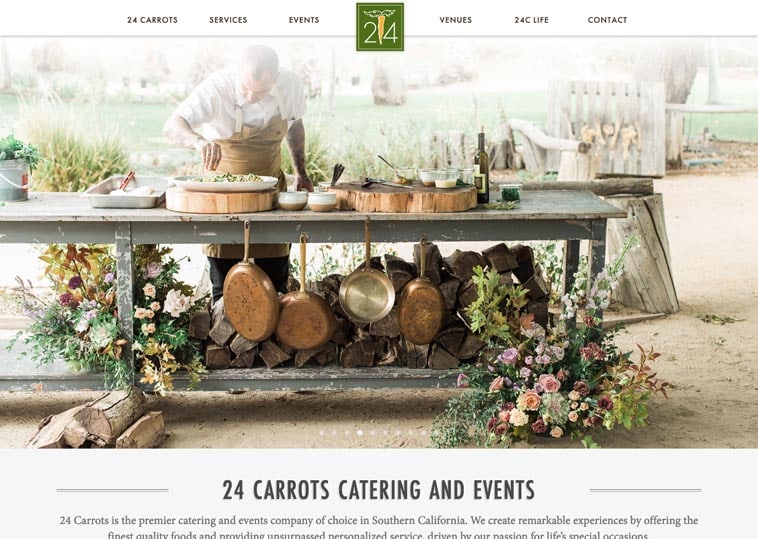 24 CARROTS SERVICES EVENTS 24 VENUES 24C LIFE CONTACT
24 CARROTS CATERING AND EVENTS
24 Carrots is the premier catering and events company of choice in Southern California. We create remarkable experiences by offering the
finest quality foods and providing unsurpassed personalized service, driven by our passion for life's special occasions.